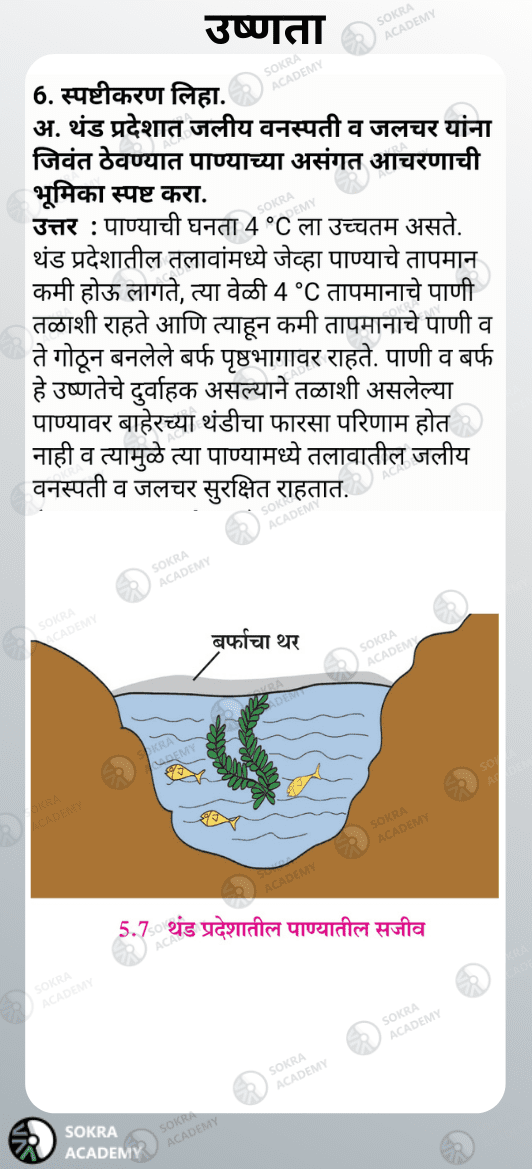 उष्णता
6. स्पष्टीकरण लिहा.
अ. थंड प्रदेशात जलीय वनस्पती व जलचर यांना
जिवंत ठेवण्यात पाण्याच्या असंगत आचरणाची
भूमिका स्पष्ट करा.
उत्तर : पाण्याची घनता 4 °C ला उच्चतम असते.
थंड प्रदेशातील तलावांमध्ये जेव्हा पाण्याचे तापमान
कमी होऊ लागते, त्या वेळी 4 °C तापमानाचे पाणी
तळाशी राहते आणि त्याहून कमी तापमानाचे पाणी व
ते गोठून बनलेले बर्फ पृष्ठभागावर राहते. पाणी व बर्फ
हे उष्णतेचे दुर्वाहक असल्याने तळाशी असलेल्या
पाण्यावर बाहेरच्या थंडीचा फारसा परिणाम होत
नाही व त्यामुळे त्या पाण्यामध्ये तलावातील जलीय
वनस्पती व जलचर सुरक्षित राहतात.
बर्फाचा थर
5.7 थंड प्रदेशातील पाण्यातील सजीव
SOKRA
ACADEMY